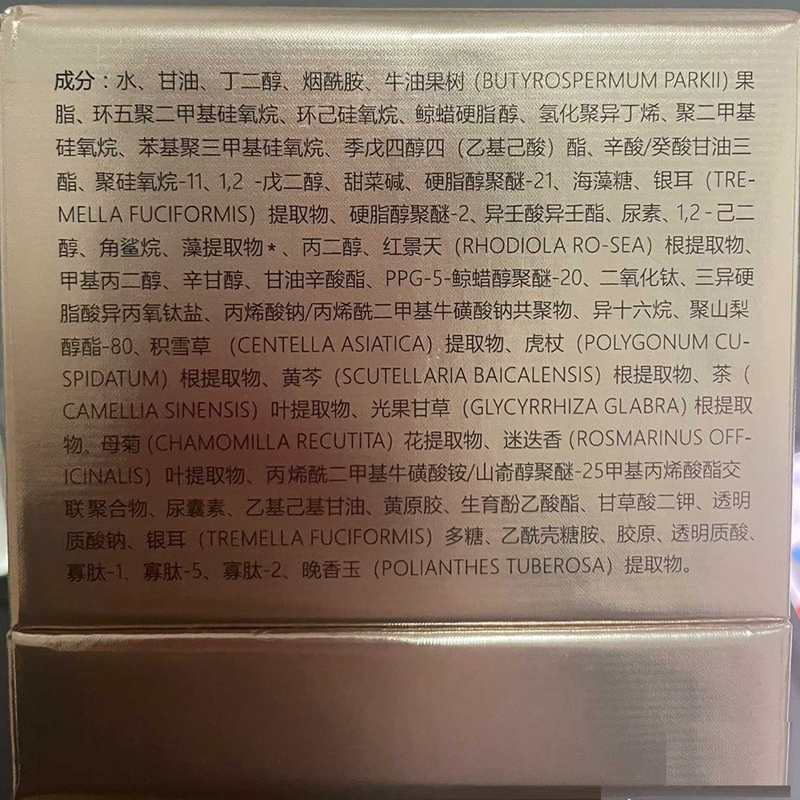 成分：水、甘油、丁二醇、烟酰胺、牛油果树（BUTYROSPERMUM PARKII）果
脂、环五聚二甲基硅氧烷、环己硅氧烷、鲸蜡硬脂醇、氢化聚异丁烯、聚二甲基
硅氧烷、苯基聚三甲基硅氧烷、季戊四醇四（乙基己酸）酯、辛酸/癸酸甘油三
酯、聚硅氧烷-11、1,2 -戊二醇、甜菜碱、硬脂醇聚醚-21、海藻糖、银耳（TRE-
MELLA FUCIFORMIS）提取物、硬脂醇聚醚-2、异壬酸异壬酯、尿素、1,2-己二
醇、角鲨烷、藻提取物*、丙二醇、红景天（RHODIOLA RO-SEA）根提取物、
甲基丙二醇、辛甘醇、甘油辛酸酯、PPG-5-鲸蜡醇聚醚-20、二氧化钛、三异硬
脂酸异丙氧钛盐、丙烯酸钠/丙烯酰二甲基牛磺酸钠共聚物、异十六烷、聚山梨
醇酯-80、积雪草 （CENTELLA ASIATICA）提取物、虎杖（POLYGONUM CU-
SPIDATUM）根提取物、黄芩（SCUTELLARIA BAICALENSIS）根提取物、茶（
CAMELLIA SINENSIS）叶提取物、光果甘草（GLYCYRRHIZA GLABRA）根提取
物、母菊（CHAMOMILLA RECUTITA）花提取物、迷迭香（ROSMARINUS OFF-
ICINALIS）叶提取物、丙烯酰二甲基牛磺酸铵/山嵛醇聚醚-25甲基丙烯酸酯交
联聚合物、尿囊素、乙基己基甘油、黄原胶、生育酚乙酸酯、甘草酸二钾、透明
质酸钠、银耳（TREMELLA FUCIFORMIS）多糖、乙酰壳糖胺、胶原、透明质酸、
寡肽-1、寡肽-5、寡肽-2、晚香玉（POLIANTHES TUBEROSA）提取物。